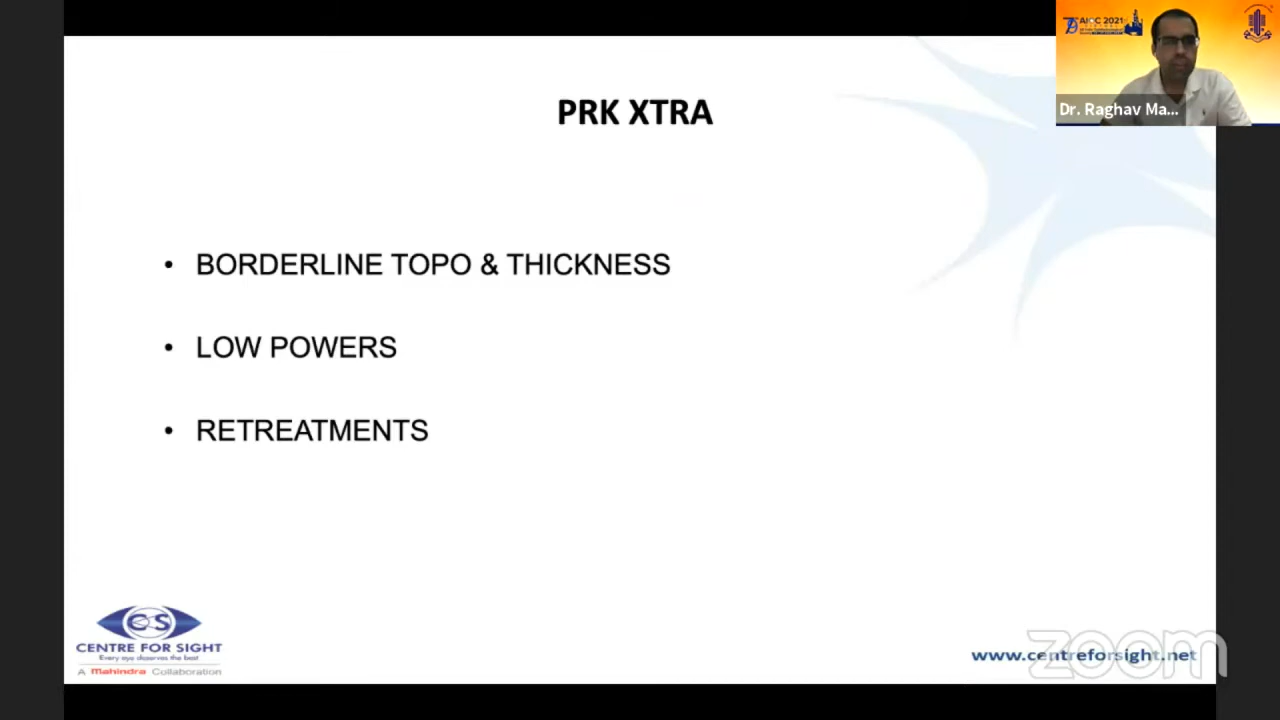 PRK XTRA
AIOC 2021
Dr. Raghav Ma...
• BORDERLINE TOPO & THICKNESS
• LOW POWERS
• RETREATMENTS
CS
CENTRE FOR SIGHT
Every eye deserves the best
A Mahindra Collaboration
www.centreforsight.net
zoom